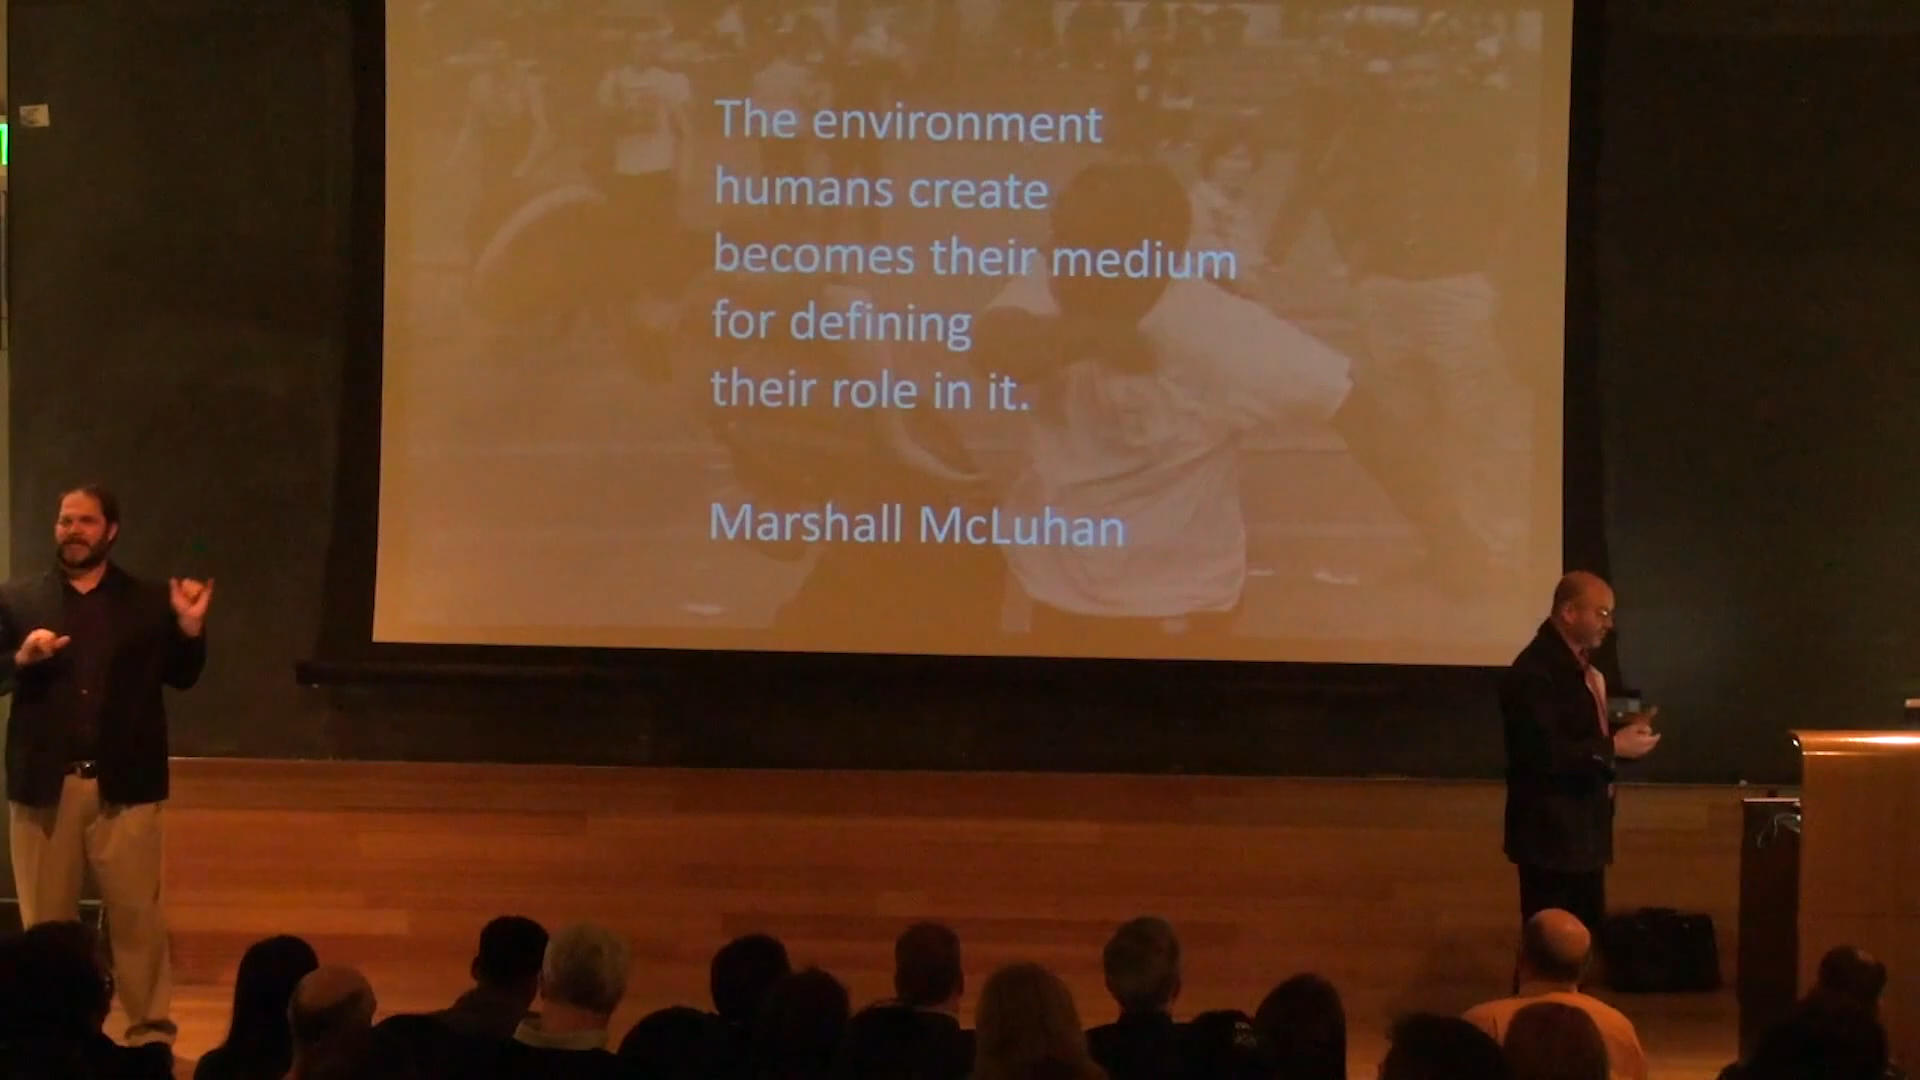 The environment
humans create
becomes their medium
for defining
their role in it.
Marshall McLuhan